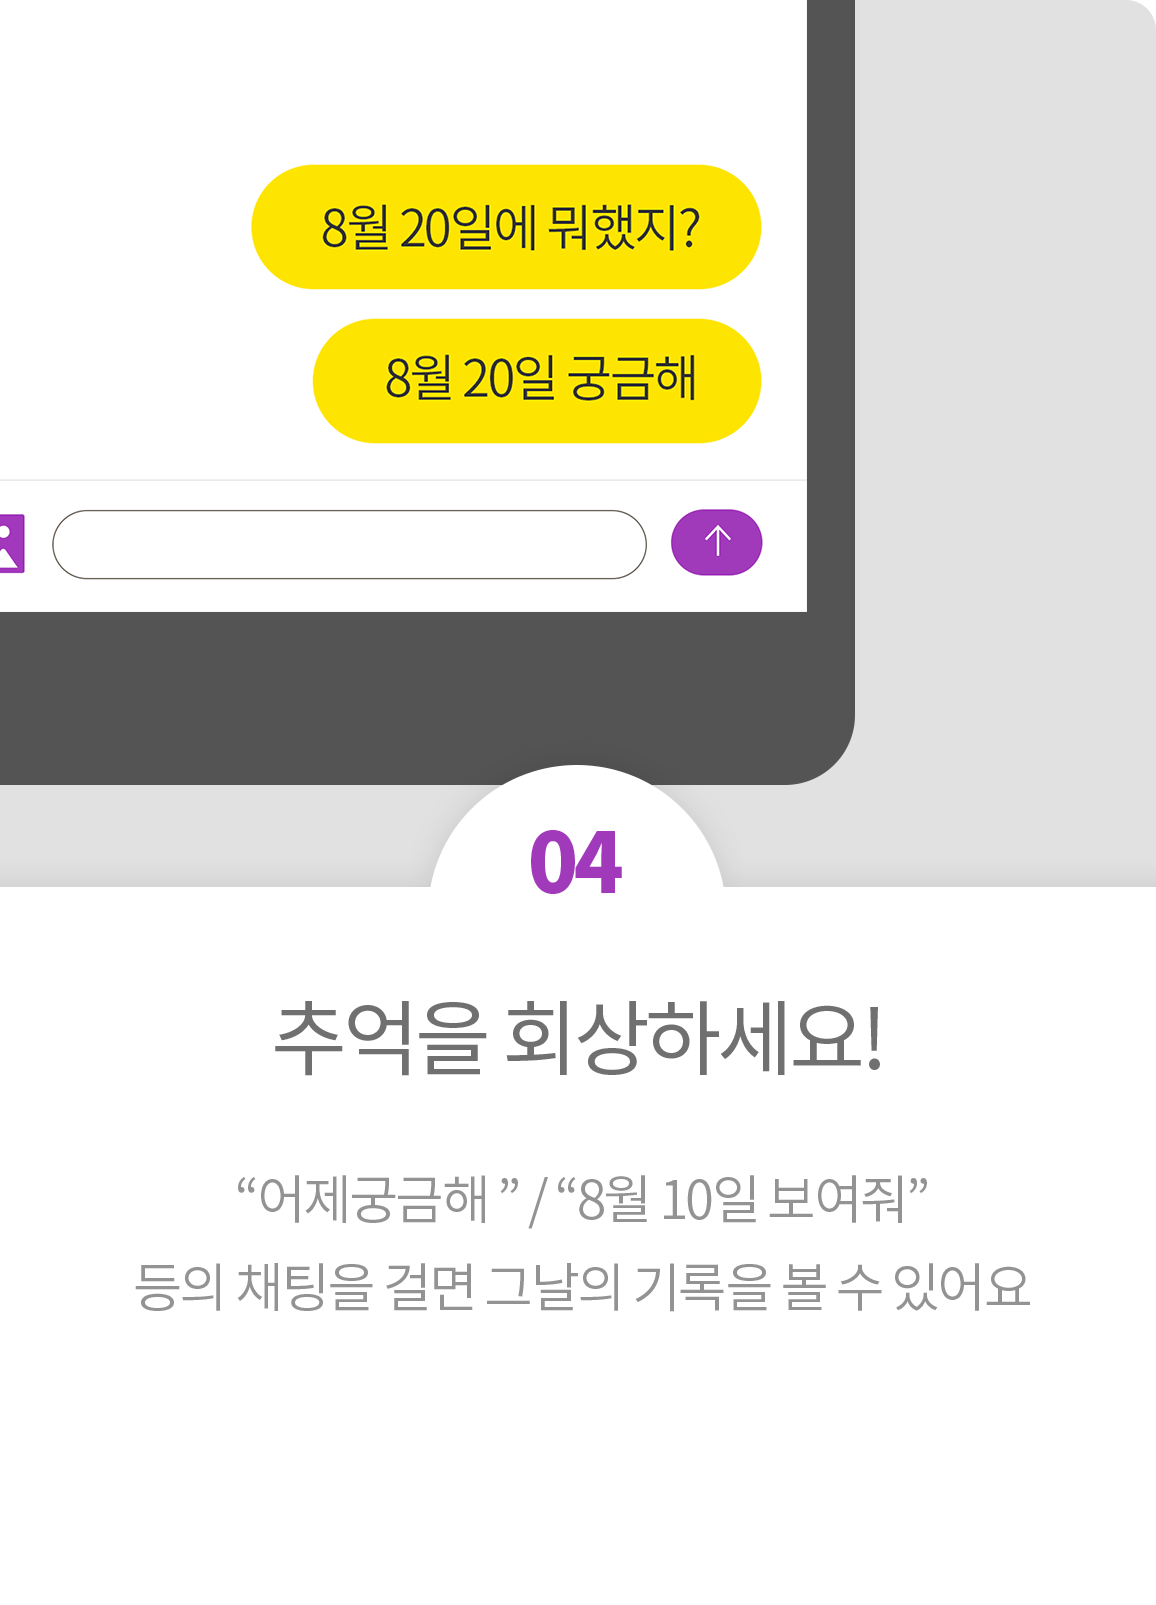 8월 20일에 뭐했지?
8월 20일 궁금해
04
추억을 회상하세요!
“어제궁금해 ” / “8월 10일 보여줘”
등의 채팅을 걸면 그날의 기록을 볼 수 있어요